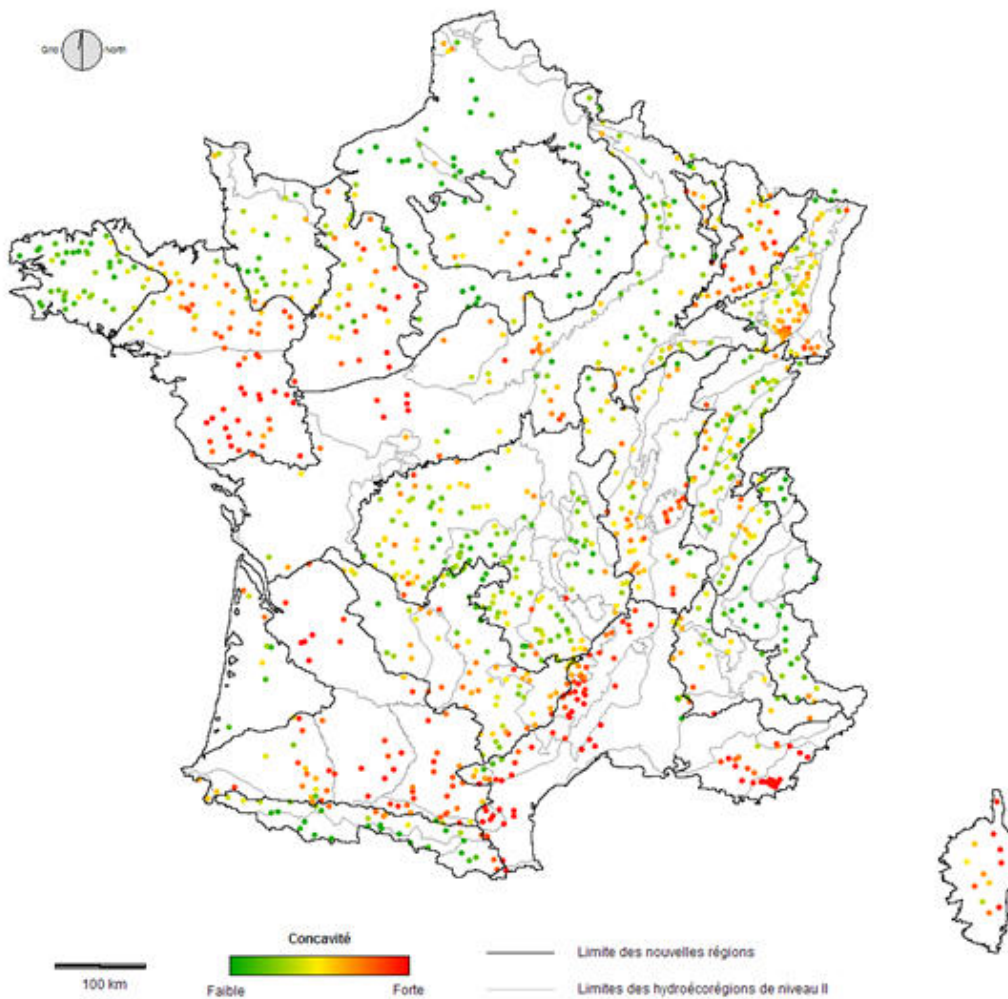 Grid North
Concavité
Faible Forte
100 km
Limite des nouvelles régions
Limites des hydroécorégions de niveau II